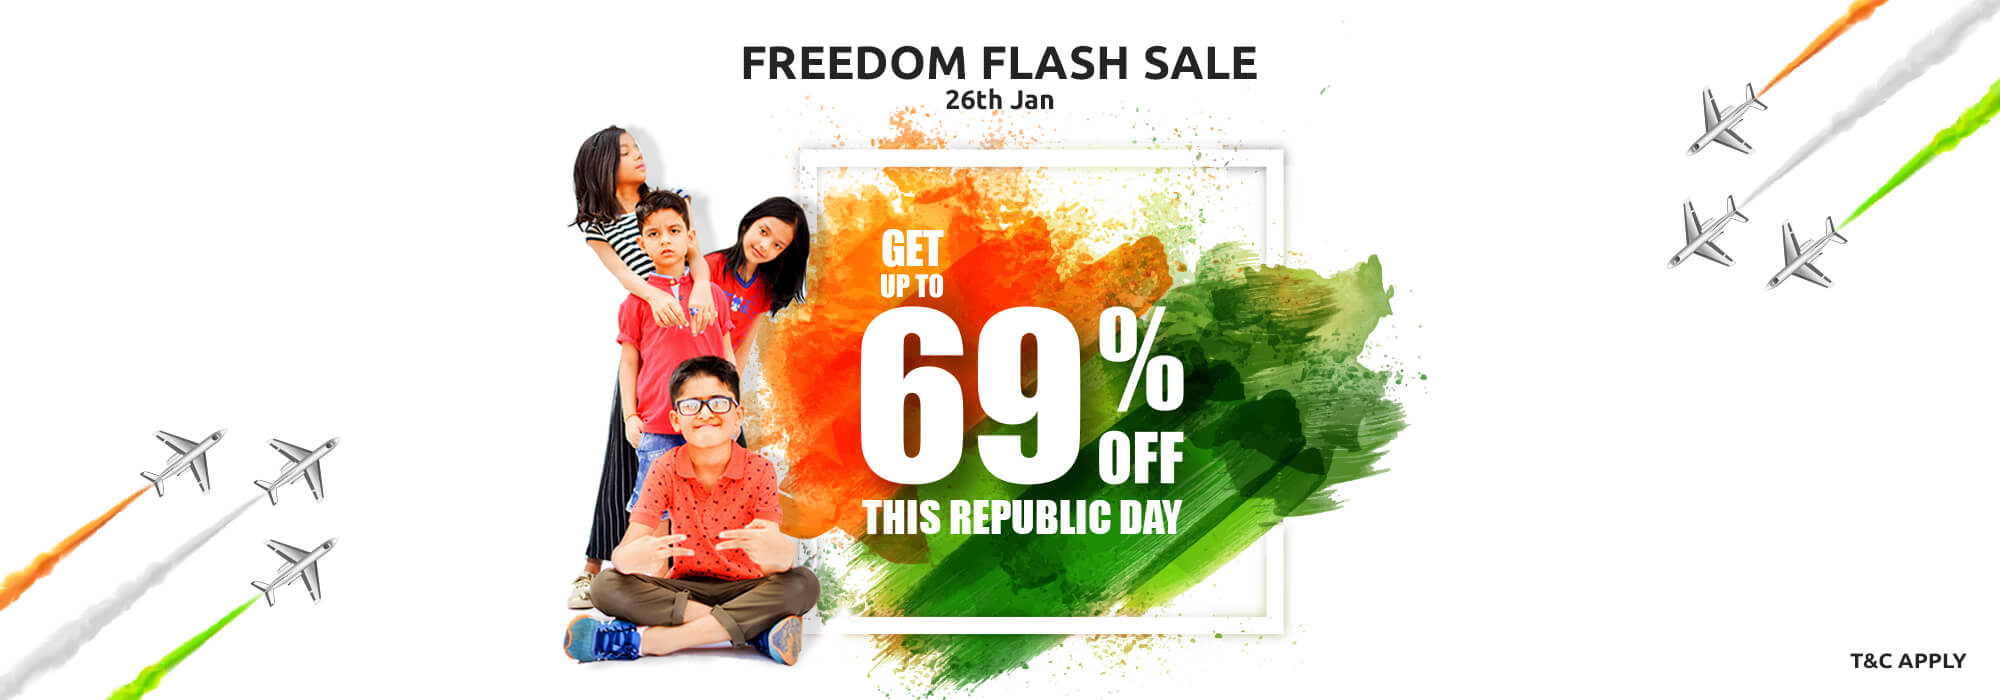 FREEDOM FLASH SALE
26th Jan
GET
UP TO
69%
OFF
THIS REPUBLIC DAY
T&C APPLY